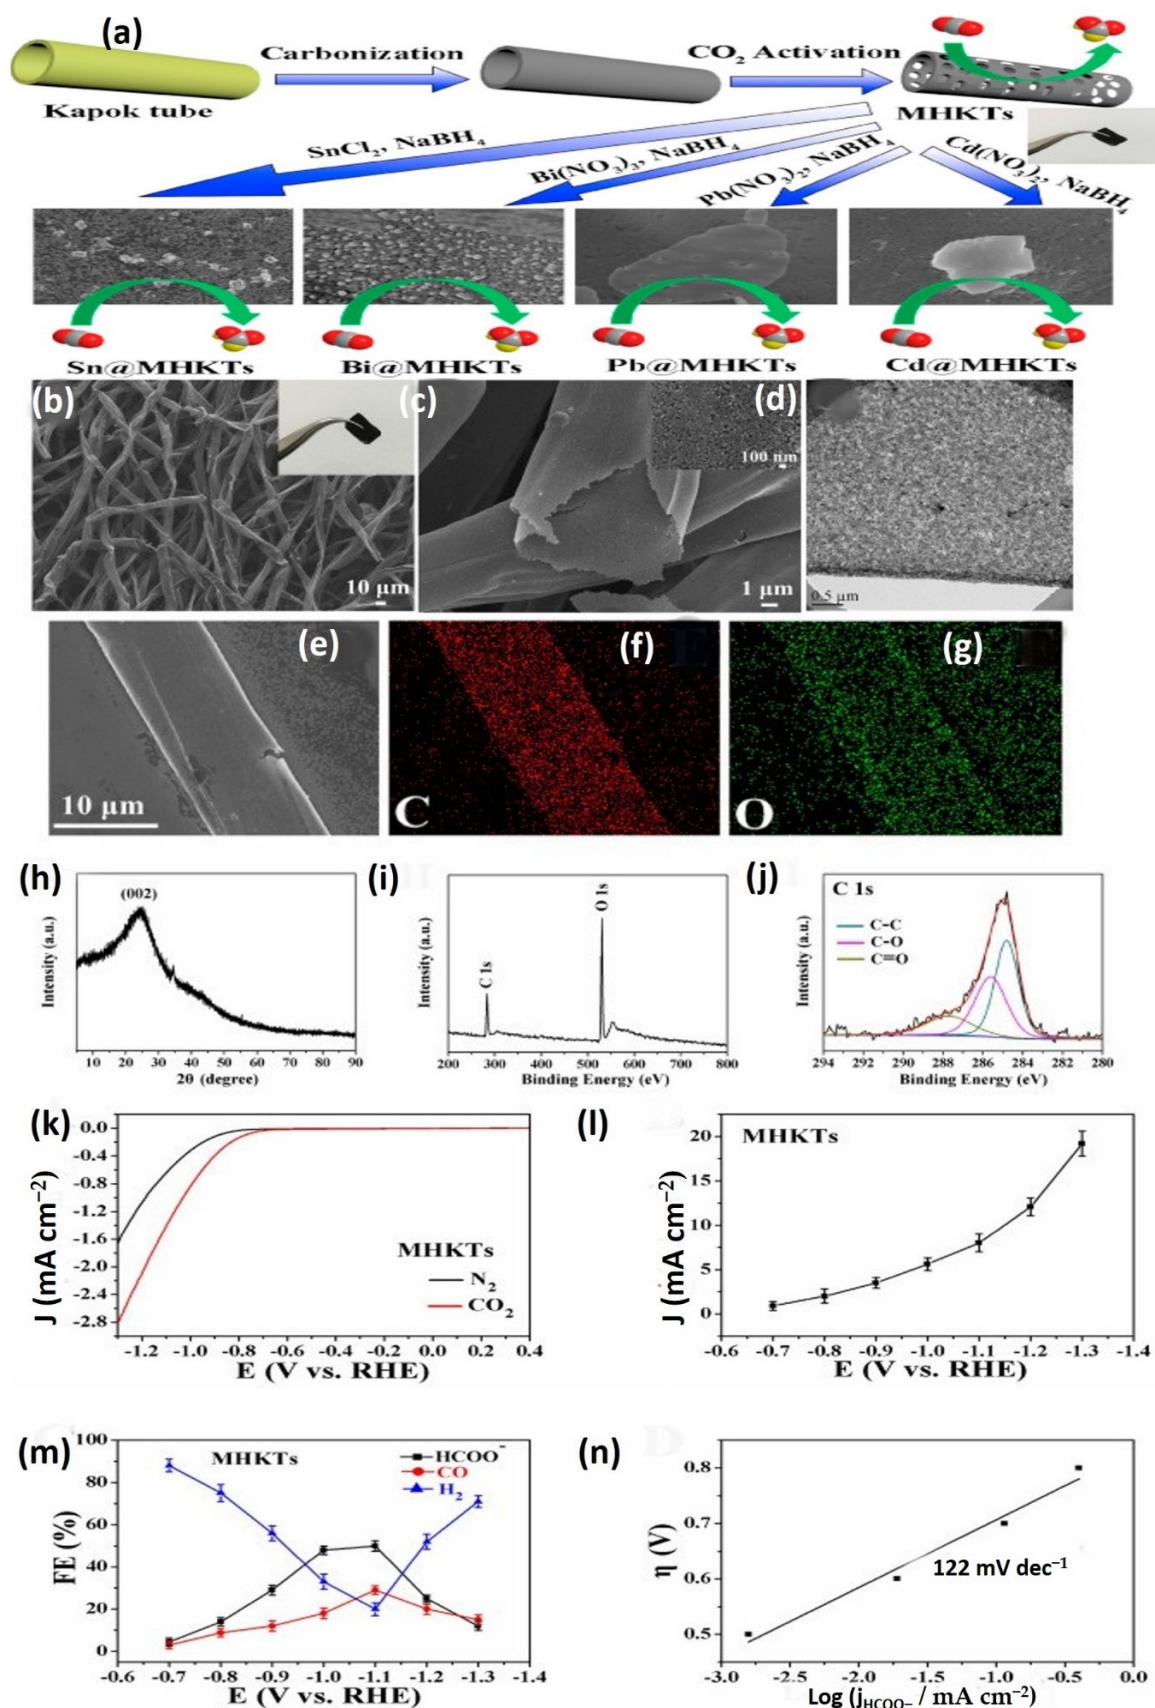 (a)
Carbonization
CO₂ Activation
Kapok tube
MHKTs
SnCl₂, NaBH₄
Bi(NO₃)₃, NaBH₄
Pb(NO₃)₂, NaBH₄
Cd(NO₃)₂, NaBH₄
Sn@MHKTs
Bi@MHKTs
Pb@MHKTs
Cd@MHKTs
(b)
10 μm
(c)
100 nm
1 μm
(d)
0.5 μm
(e)
10 μm
(f)
C
(g)
O
(h)
(002)
Intensity (a.u.)
10 20 30 40 50 60 70 80 90
2θ (degree)
(i)
C 1s
O 1s
Intensity (a.u.)
200 300 400 500 600 700 800
Binding Energy (eV)
(j)
C 1s
C-C
C-O
C=O
Intensity (a.u.)
294 292 290 288 286 284 282 280
Binding Energy (eV)
(k)
0.0
-0.4
-0.8
-1.2
-1.6
-2.0
-2.4
-2.8
J (mA cm⁻²)
MHKTs
N₂
CO₂
-1.2 -1.0 -0.8 -0.6 -0.4 -0.2 0.0 0.2 0.4
E (V vs. RHE)
(l)
MHKTs
20
15
10
5
0
J (mA cm⁻²)
-0.6 -0.7 -0.8 -0.9 -1.0 -1.1 -1.2 -1.3 -1.4
E (V vs. RHE)
(m)
MHKTs
HCOO⁻
CO
H₂
100
80
60
40
20
0
FE (%)
-0.6 -0.7 -0.8 -0.9 -1.0 -1.1 -1.2 -1.3 -1.4
E (V vs. RHE)
(n)
0.8
0.7
0.6
0.5
η (V)
122 mV dec⁻¹
-3.0 -2.5 -2.0 -1.5 -1.0 -0.5 0.0
Log (jHCOO− / mA cm⁻²)